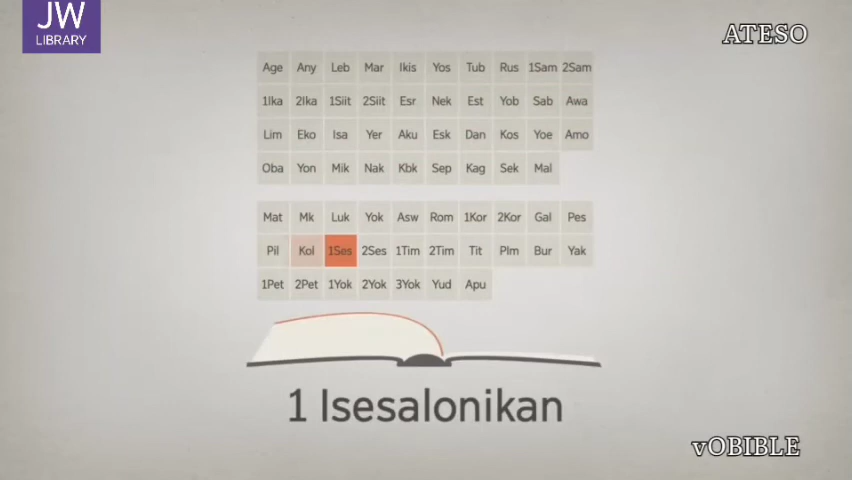 JW
LIBRARY
ATESO
Age Any Leb Mar Ikis Yos Tub Rus 1Sam 2Sam
1Ika 2Ika 1Siit 2Siit Esr Nek Est Yob Sab Awa
Lim Eko Isa Yer Aku Esk Dan Kos Yoe Amo
Oba Yon Mik Nak Kbk Sep Kag Sek Mal
Mat Mk Luk Yok Asw Rom 1Kor 2Kor Gal Pes
Pil Kol 1Ses 2Ses 1Tim 2Tim Tit Plm Bur Yak
1Pet 2Pet 1Yok 2Yok 3Yok Yud Apu
1 Isesalonikan
vOBIBLE